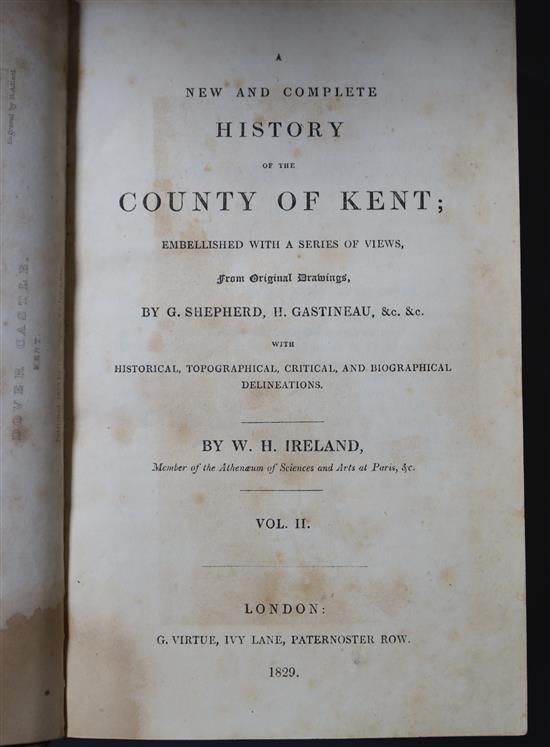 A
NEW AND COMPLETE
HISTORY
OF THE
COUNTY OF KENT;
EMBELLISHED WITH A SERIES OF VIEWS,
From Original Drawings,
BY G. SHEPHERD, H. GASTINEAU, &c. &c.
WITH
HISTORICAL, TOPOGRAPHICAL, CRITICAL, AND BIOGRAPHICAL
DELINEATIONS.
BY W. H. IRELAND,
Member of the Athenæum of Sciences and Arts at Paris, &c.
VOL. II.
LONDON:
G. VIRTUE, IVY LANE, PATERNOSTER ROW.
1829.
DOVER CASTLE.
KENT.
Engraved by